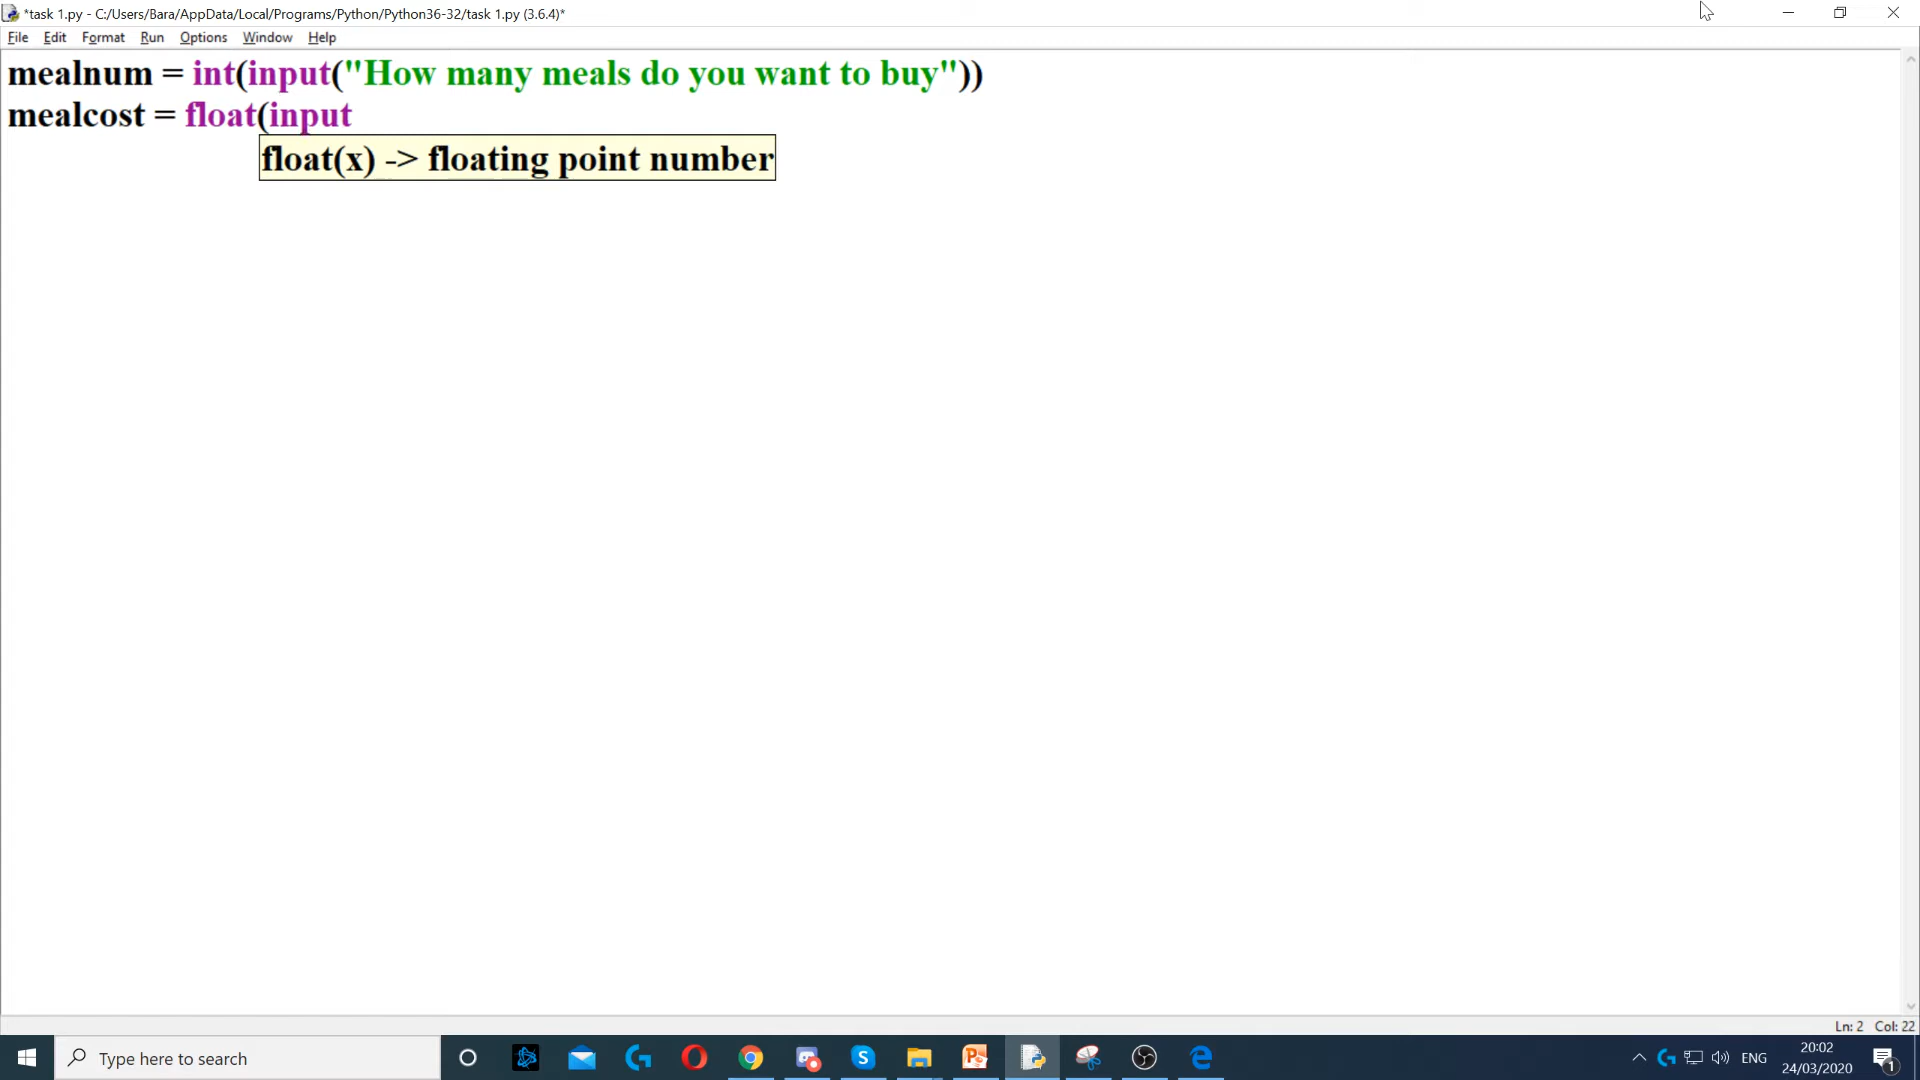 *task 1.py - C:/Users/Bara/AppData/Local/Programs/Python/Python36-32/task 1.py (3.6.4)*
File Edit Format Run Options Window Help
mealnum = int(input("How many meals do you want to buy"))
mealcost = float(input
float(x) -> floating point number
Ln: 2 Col: 22
Type here to search
ENG
20:02
24/03/2020
1